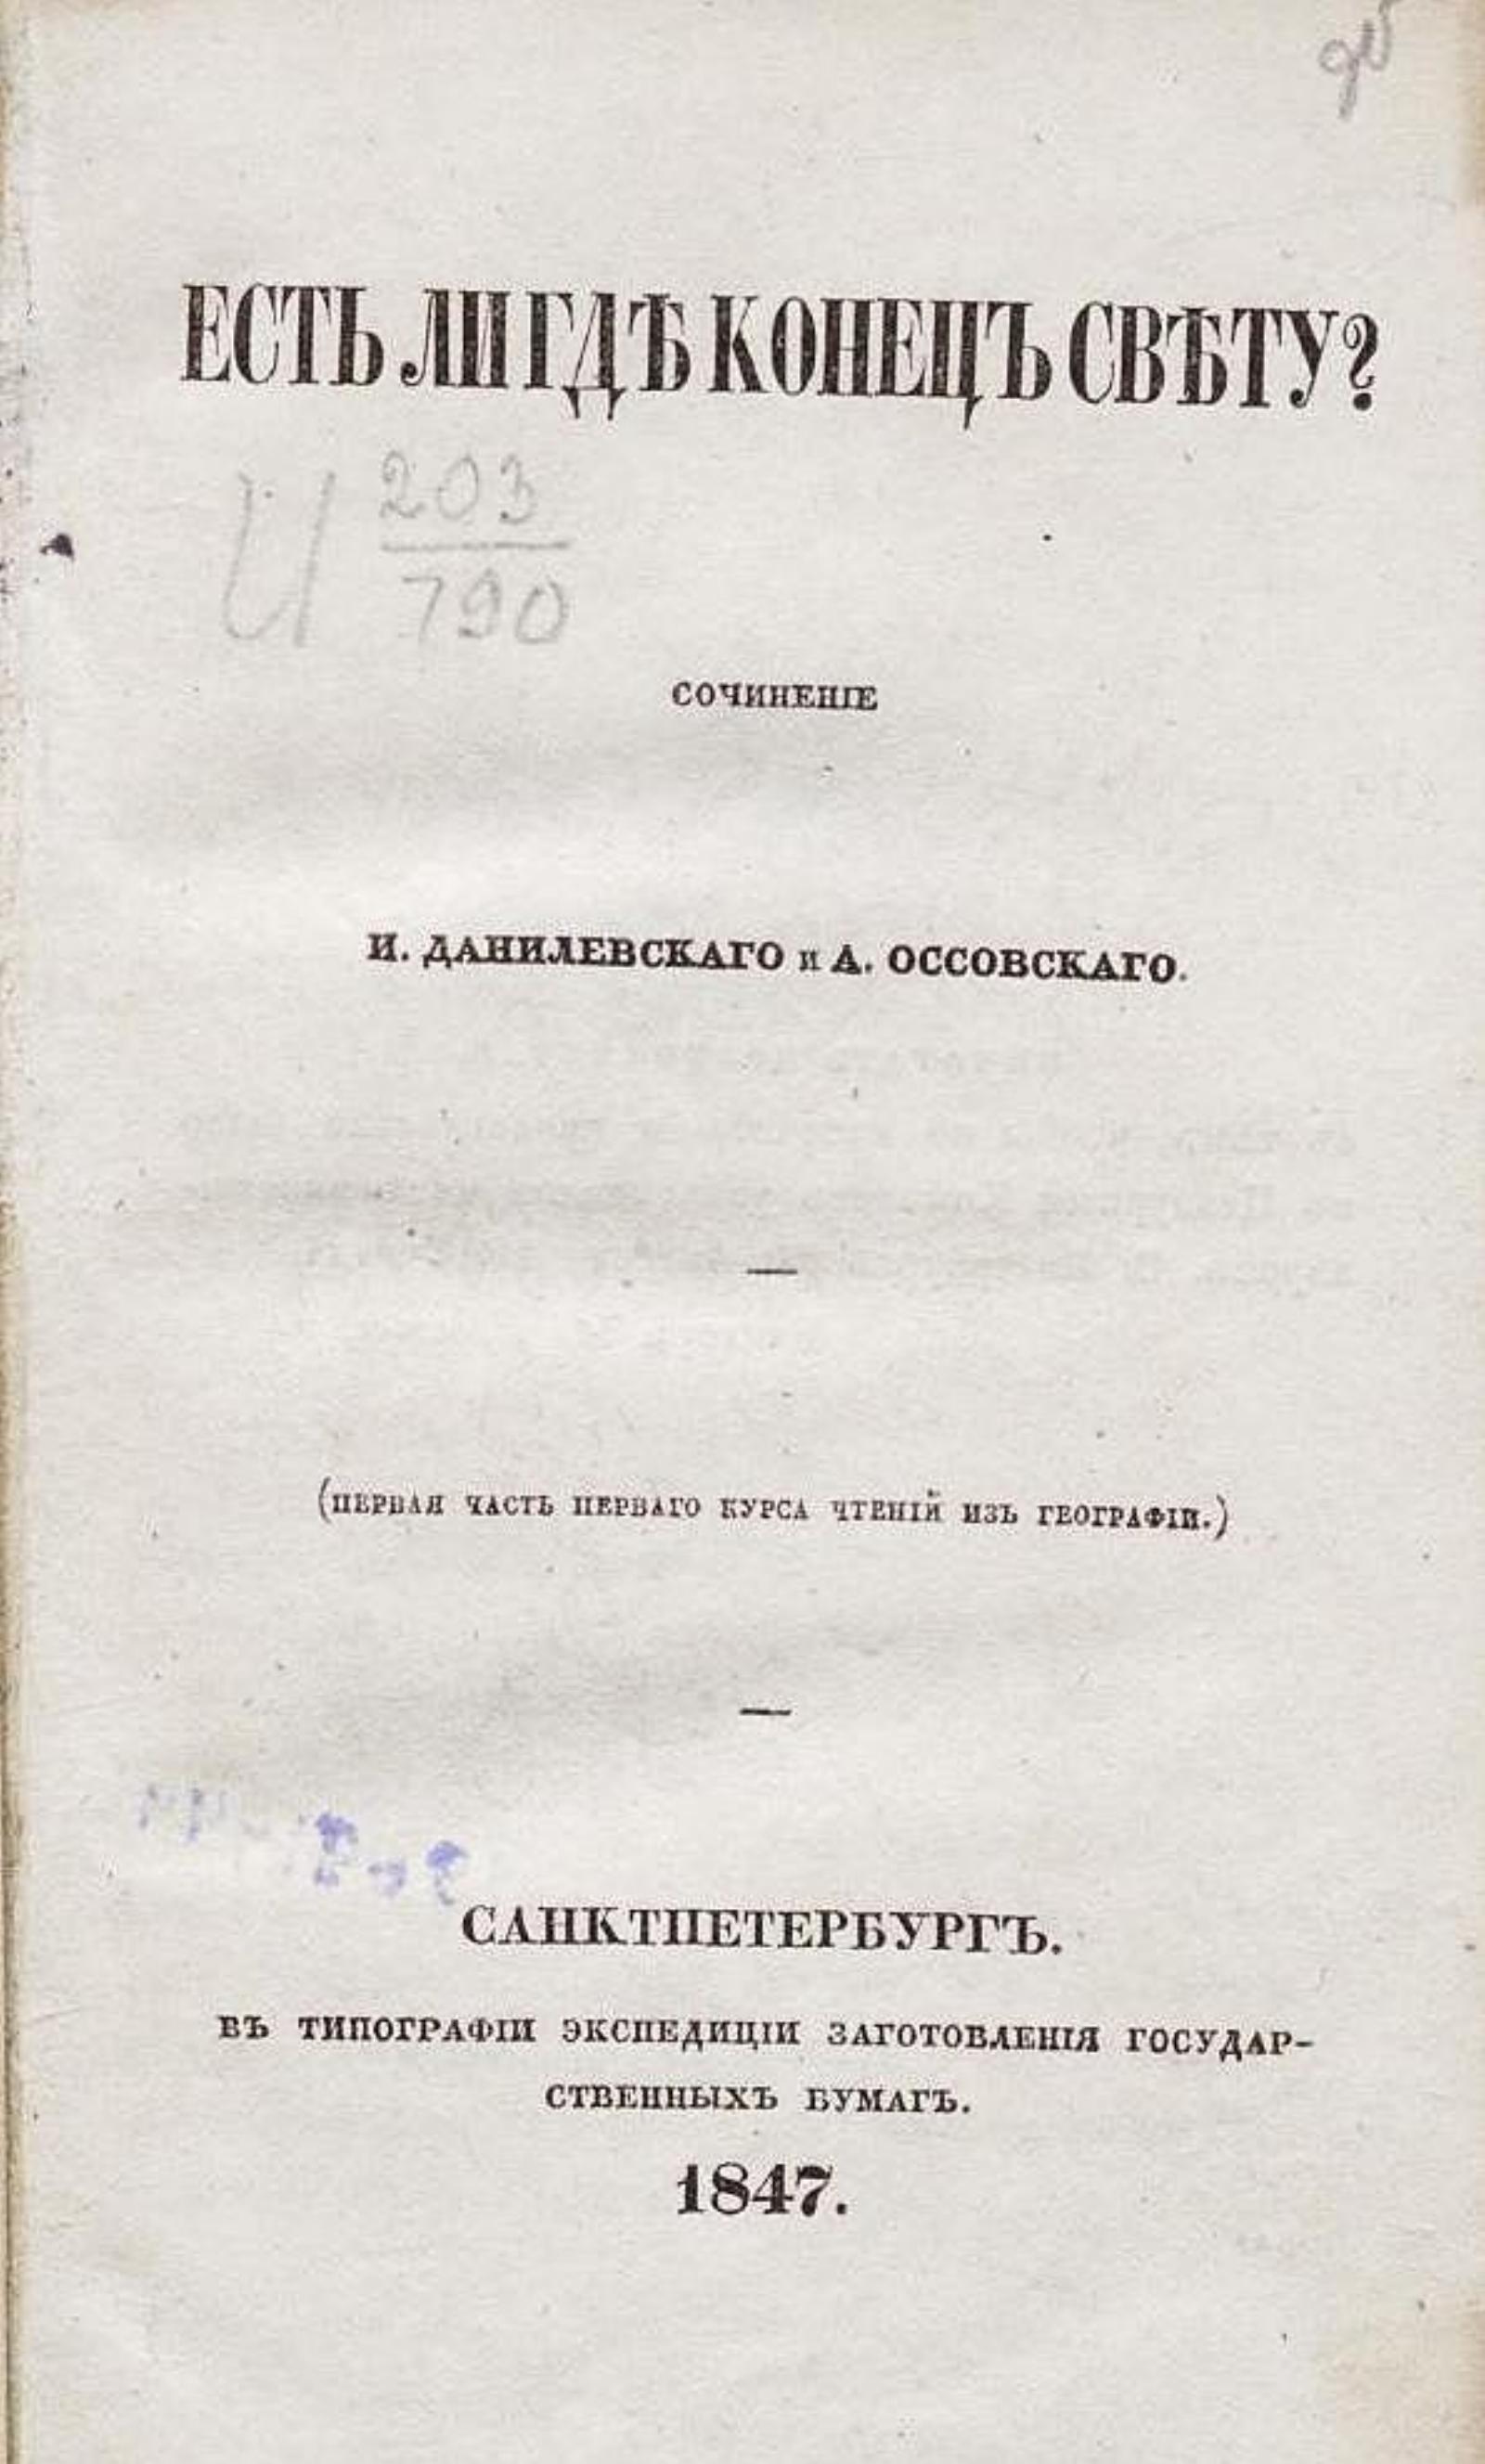 ЕСТЬ ЛИ ГДѢ КОНЕЦЪ СВѢТУ?
И 203
790
СОЧИНЕНІЕ
И. ДАНИЛЕВСКАГО и А. ОССОВСКАГО.
(ПЕРВАЯ ЧАСТЬ ПЕРВАГО КУРСА ЧТЕНІЙ ИЗЪ ГЕОГРАФІИ.)
САНКТПЕТЕРБУРГЪ.
ВЪ ТИПОГРАФІИ ЭКСПЕДИЦІИ ЗАГОТОВЛЕНІЯ ГОСУДАР-
СТВЕННЫХЪ БУМАГЪ.
1847.